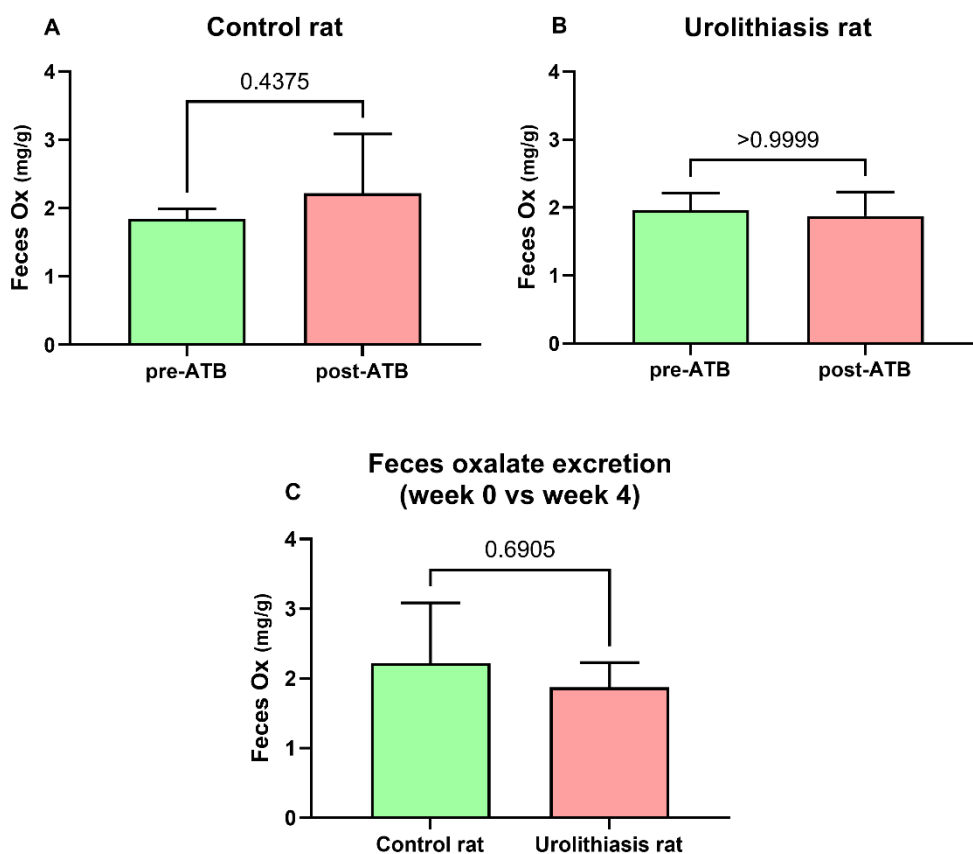 A
Control rat
Feces Ox (mg/g)
4
3
2
1
0
0.4375
pre-ATB
post-ATB
B
Urolithiasis rat
Feces Ox (mg/g)
4
3
2
1
0
>0.9999
pre-ATB
post-ATB
C
Feces oxalate excretion
(week 0 vs week 4)
Feces Ox (mg/g)
4
3
2
1
0
0.6905
Control rat
Urolithiasis rat